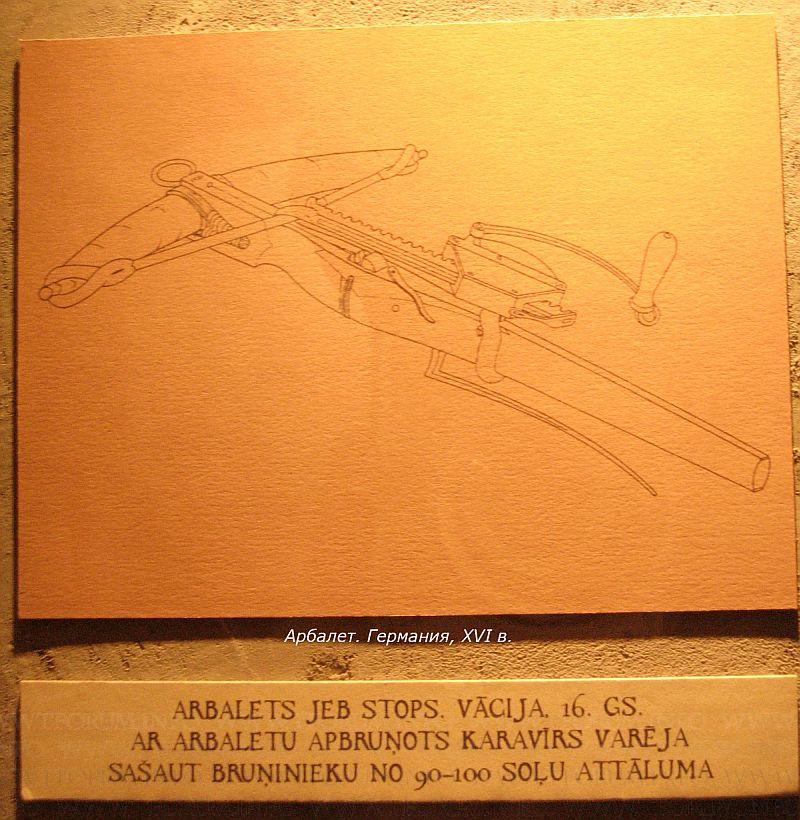 Арбалет. Германия, XVI в.
ARBALETS JEB STOPS. VĀCIJA, 16. GS.
AR ARBALETU APBRUŅOTS KARAVĪRS VARĒJA
SAŠAUT BRUŅINIEKU NO 90–100 SOĻU ATTĀLUMA